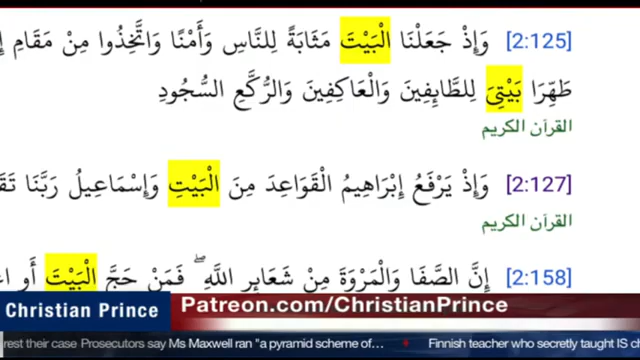 [2:125] وَإِذْ جَعَلْنَا الْبَيْتَ مَثَابَةً لِلنَّاسِ وَأَمْنًا وَاتَّخِذُوا مِنْ مَقَامِ
طَهِّرَا بَيْتِيَ لِلطَّائِفِينَ وَالْعَاكِفِينَ وَالرُّكَّعِ السُّجُودِ
القرآن الكريم
[2:127] وَإِذْ يَرْفَعُ إِبْرَاهِيمُ الْقَوَاعِدَ مِنَ الْبَيْتِ وَإِسْمَاعِيلُ رَبَّنَا
القرآن الكريم
[2:158] إِنَّ الصَّفَا وَالْمَرْوَةَ مِنْ شَعَائِرِ اللَّهِ ۖ فَمَنْ حَجَّ الْبَيْتَ أَوِ
Christian Prince
Patreon.com/ChristianPrince
rest their case Prosecutors say Ms Maxwell ran "a pyramid scheme of… Finnish teacher who secretly taught IS